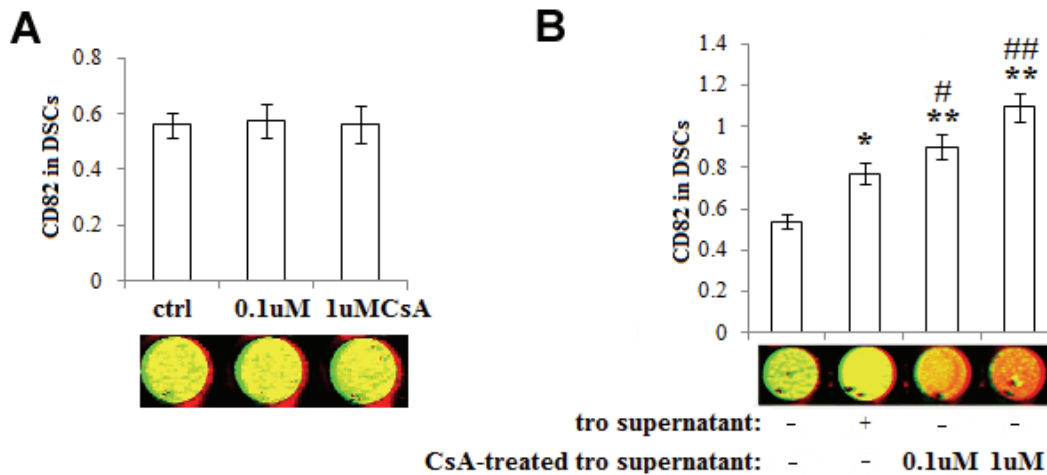 A
CD82 in DSCs
0.8
0.6
0.4
0.2
0
ctrl 0.1uM 1uMCsA
B
CD82 in DSCs
1.4
1.2
1
0.8
0.6
0.4
0.2
0
*
#
**
##
**
tro supernatant: - + - -
CsA-treated tro supernatant: - - 0.1uM 1uM